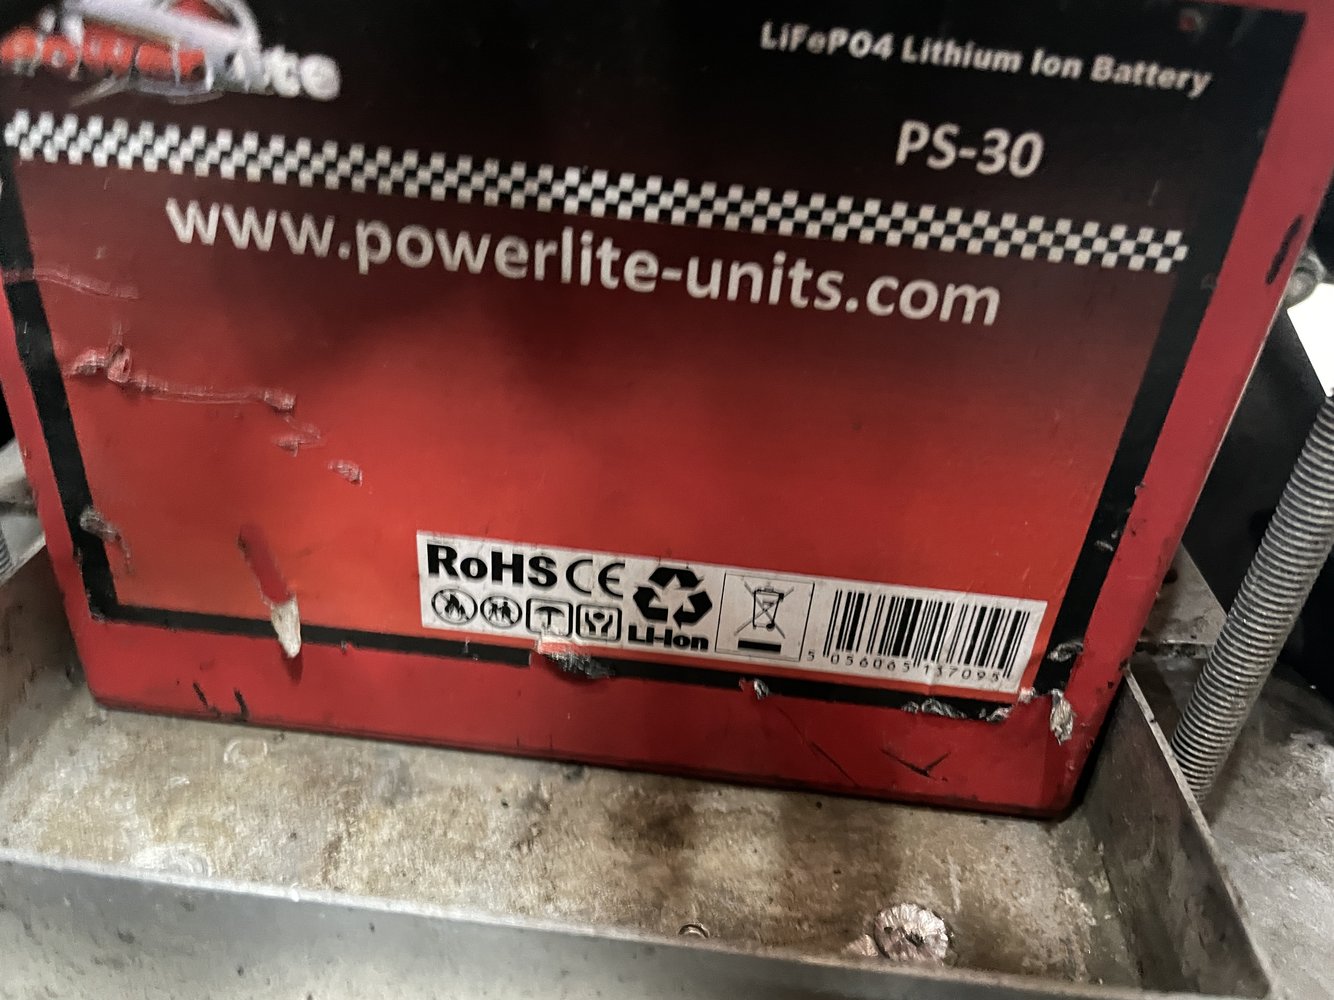 LiFePO4 Lithium Ion Battery
PS-30
www.powerlite-units.com
RoHS CE
Li-Ion
5 056065 137095